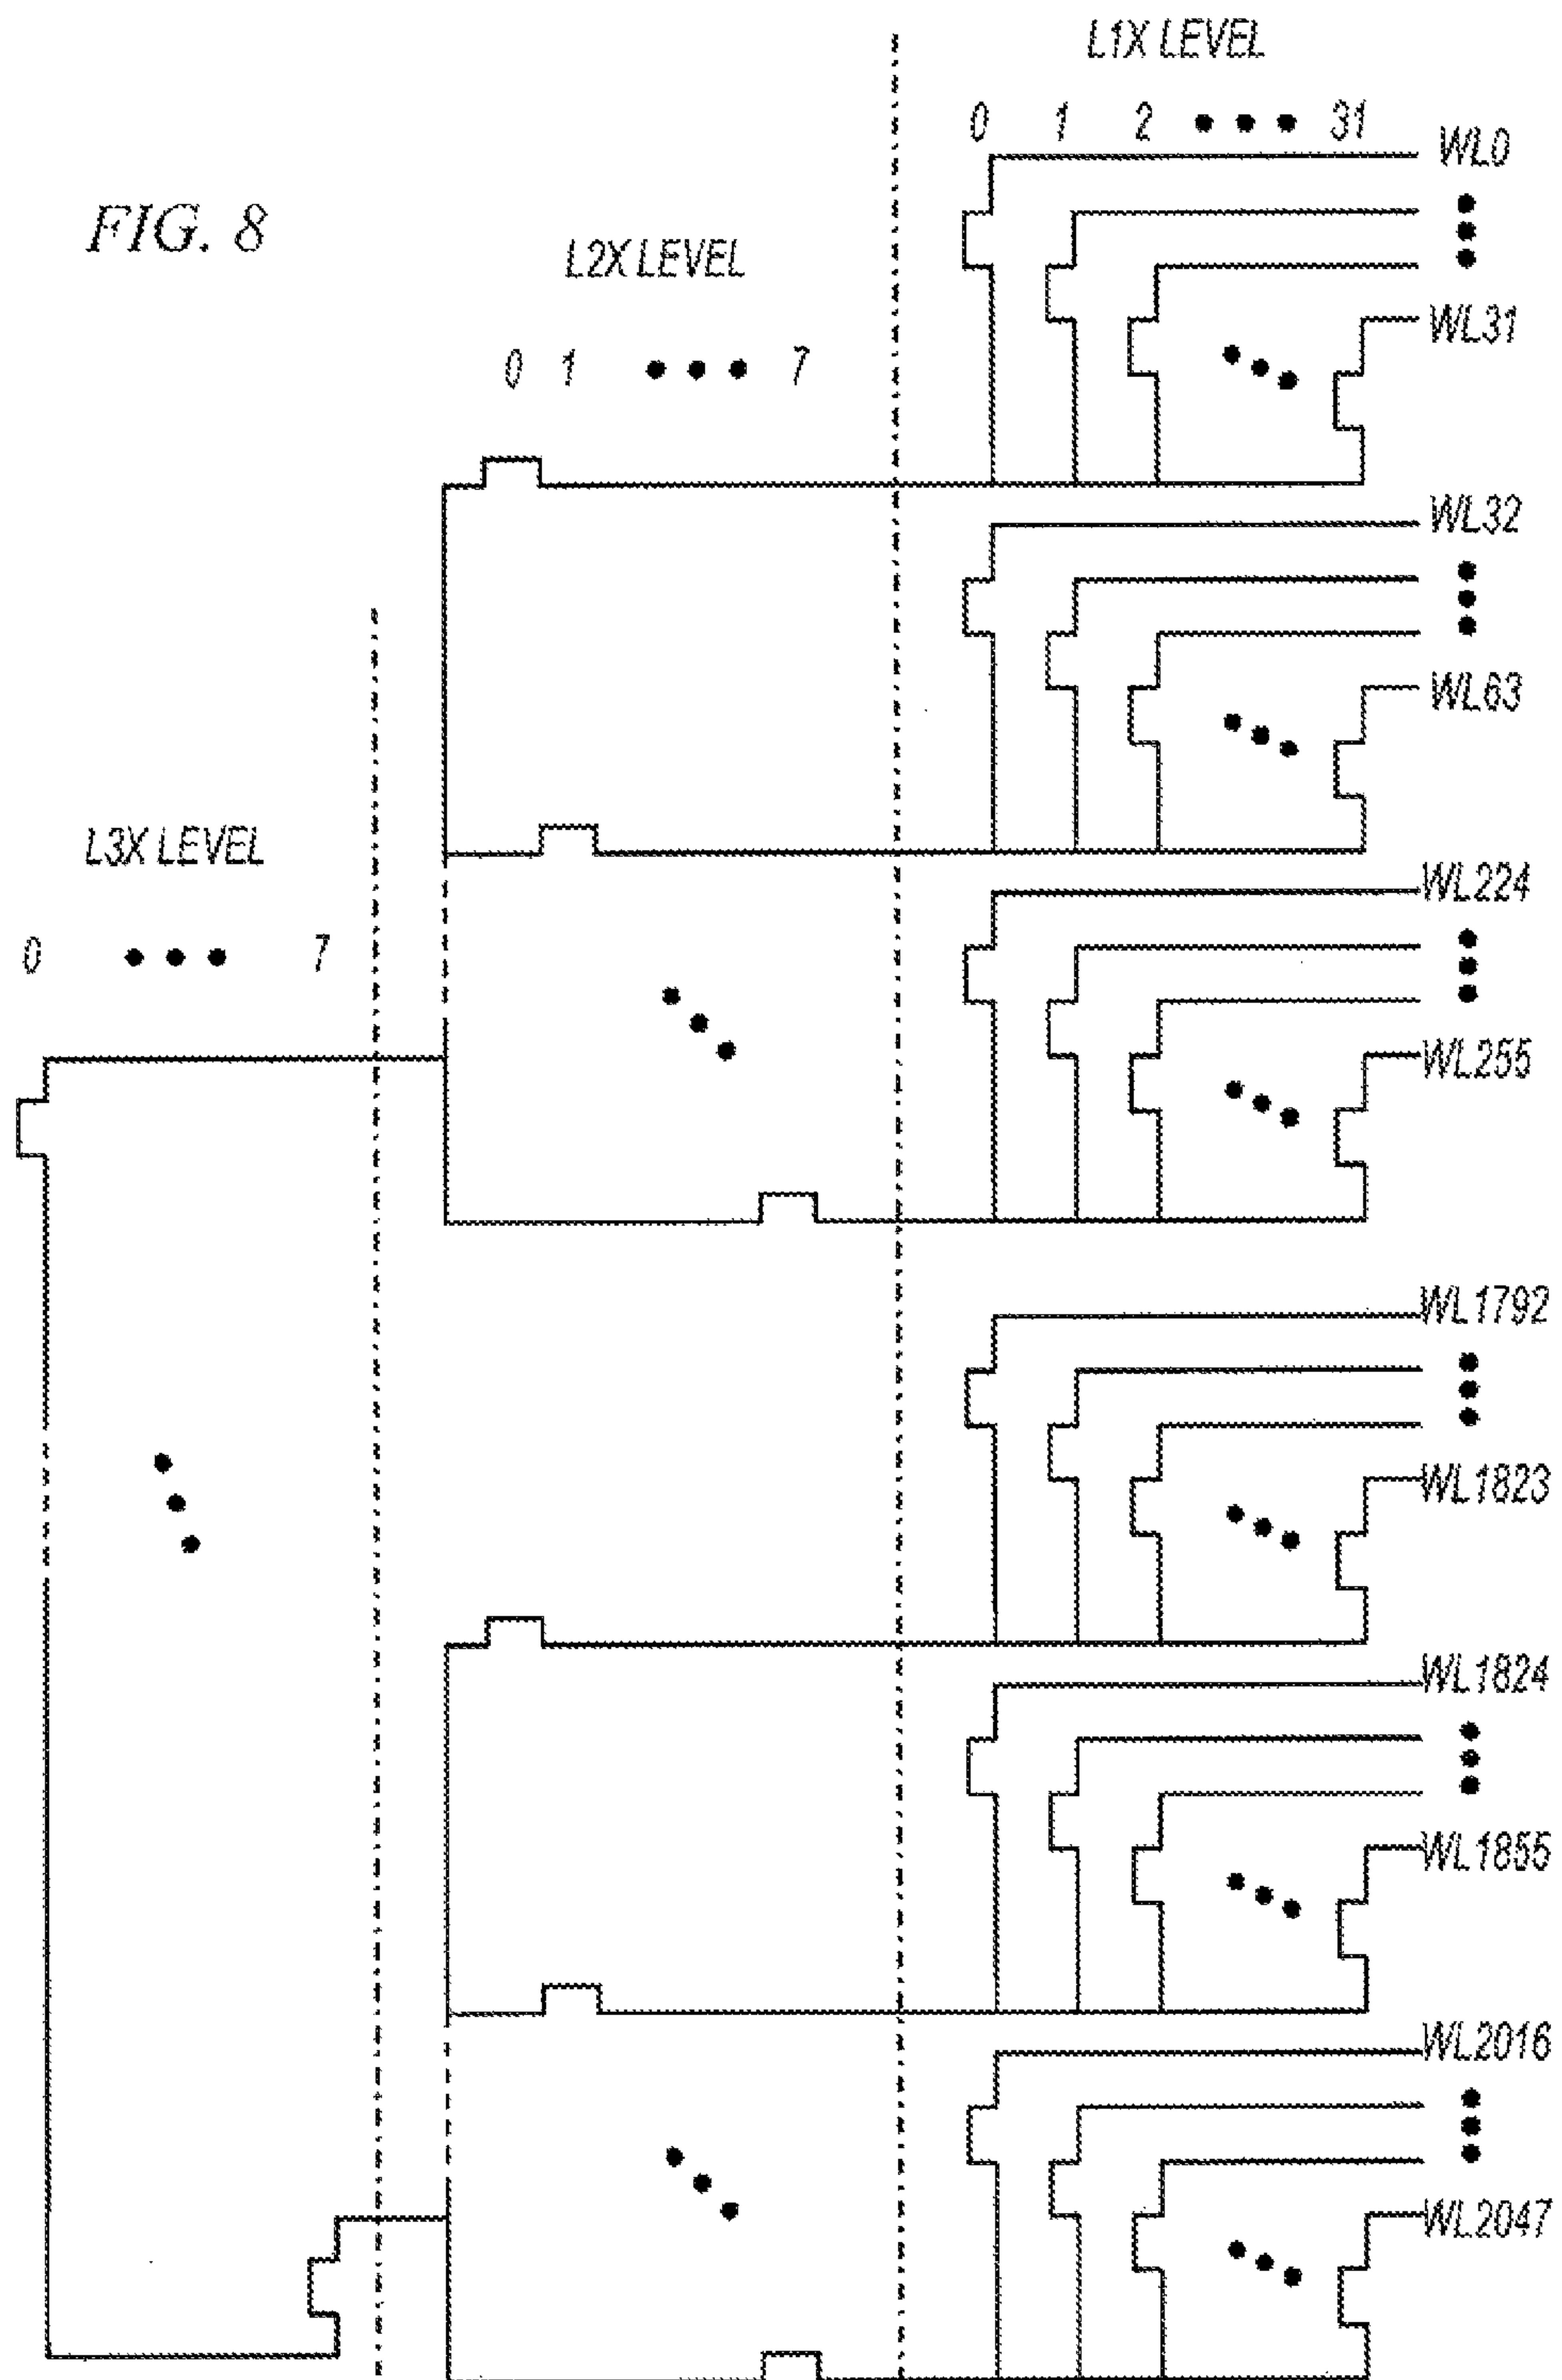 FIG. 8
L1X LEVEL
0 1 2 ••• 31
WL0
L2X LEVEL
WL31
0 1 ••• 7
WL32
WL63
L3X LEVEL
WL224
0 ••• 7
WL255
WL1792
WL1823
WL1824
WL1855
WL2016
WL2047